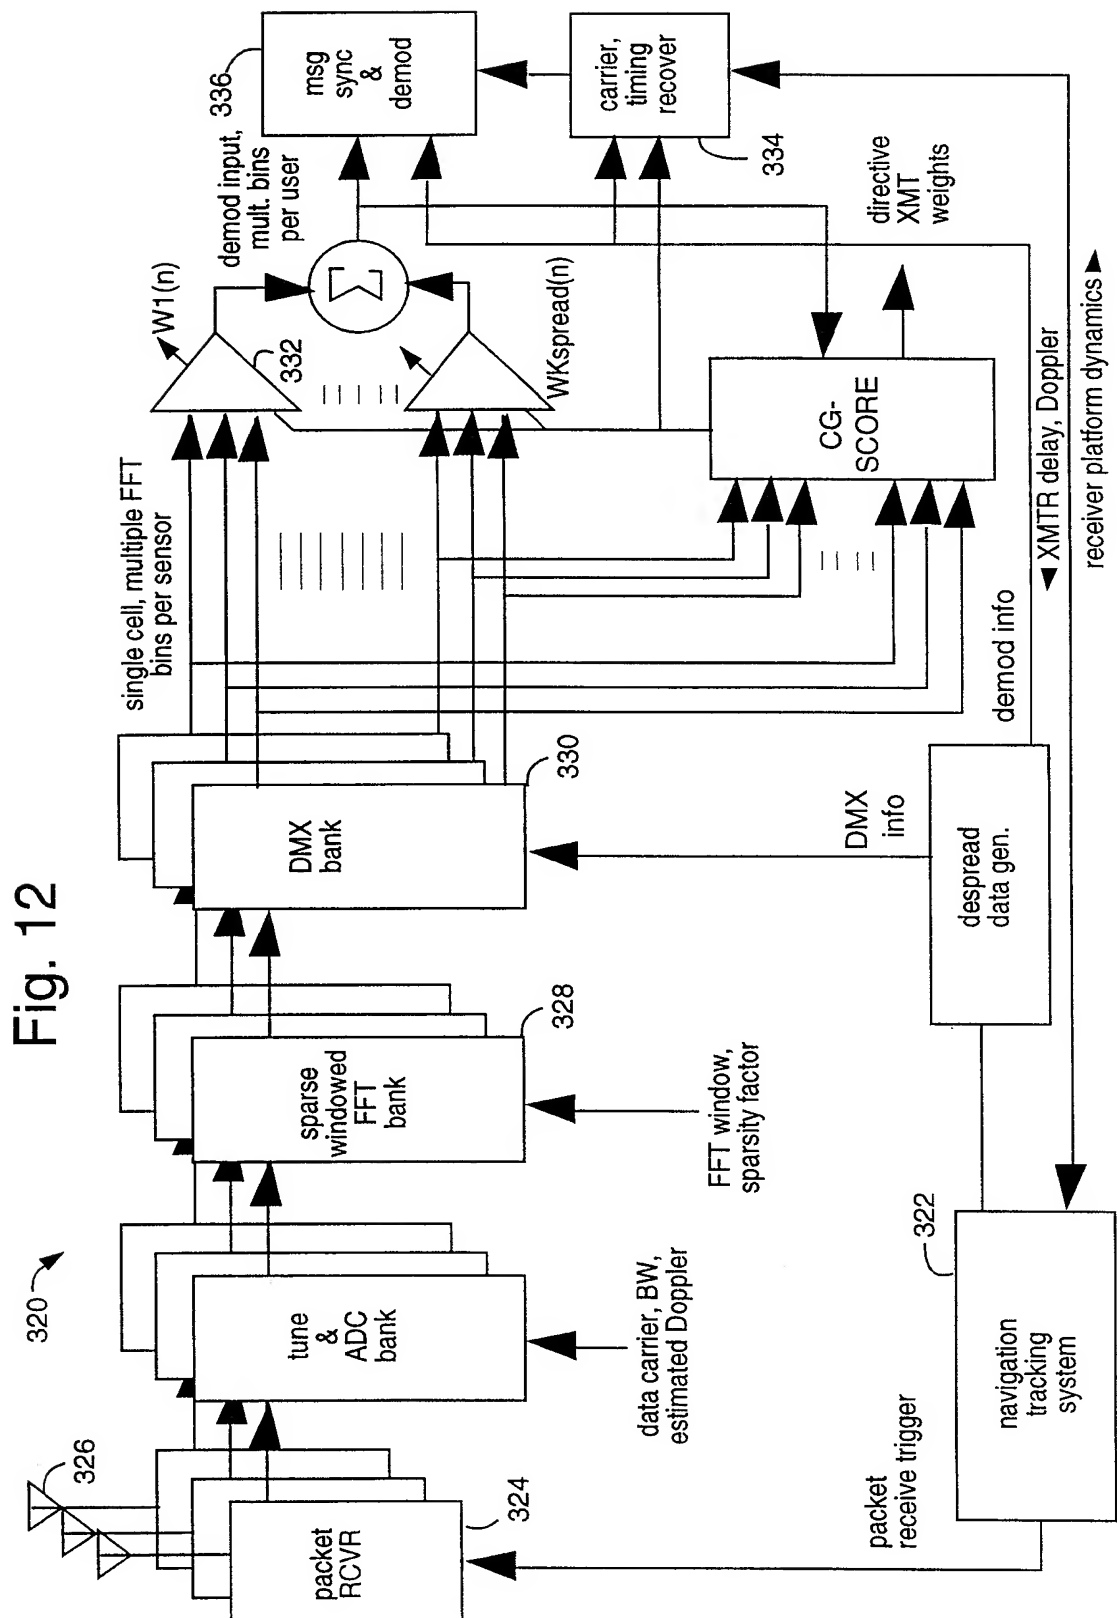 Fig. 12
320
326
packet
RCVR
324
tune
&
ADC
bank
data carrier, BW,
estimated Doppler
sparse
windowed
FFT
bank
328
FFT window,
sparsity factor
DMX
bank
330
DMX
info
single cell, multiple FFT
bins per sensor
W1(n)
332
WKspread(n)
demod input,
mult. bins
per user
Σ
336
msg
sync
&
demod
carrier,
timing
recover
334
CG-
SCORE
directive
XMT
weights
packet
receive trigger
322
navigation
tracking
system
despread
data gen.
demod info
XMTR delay, Doppler
receiver platform dynamics